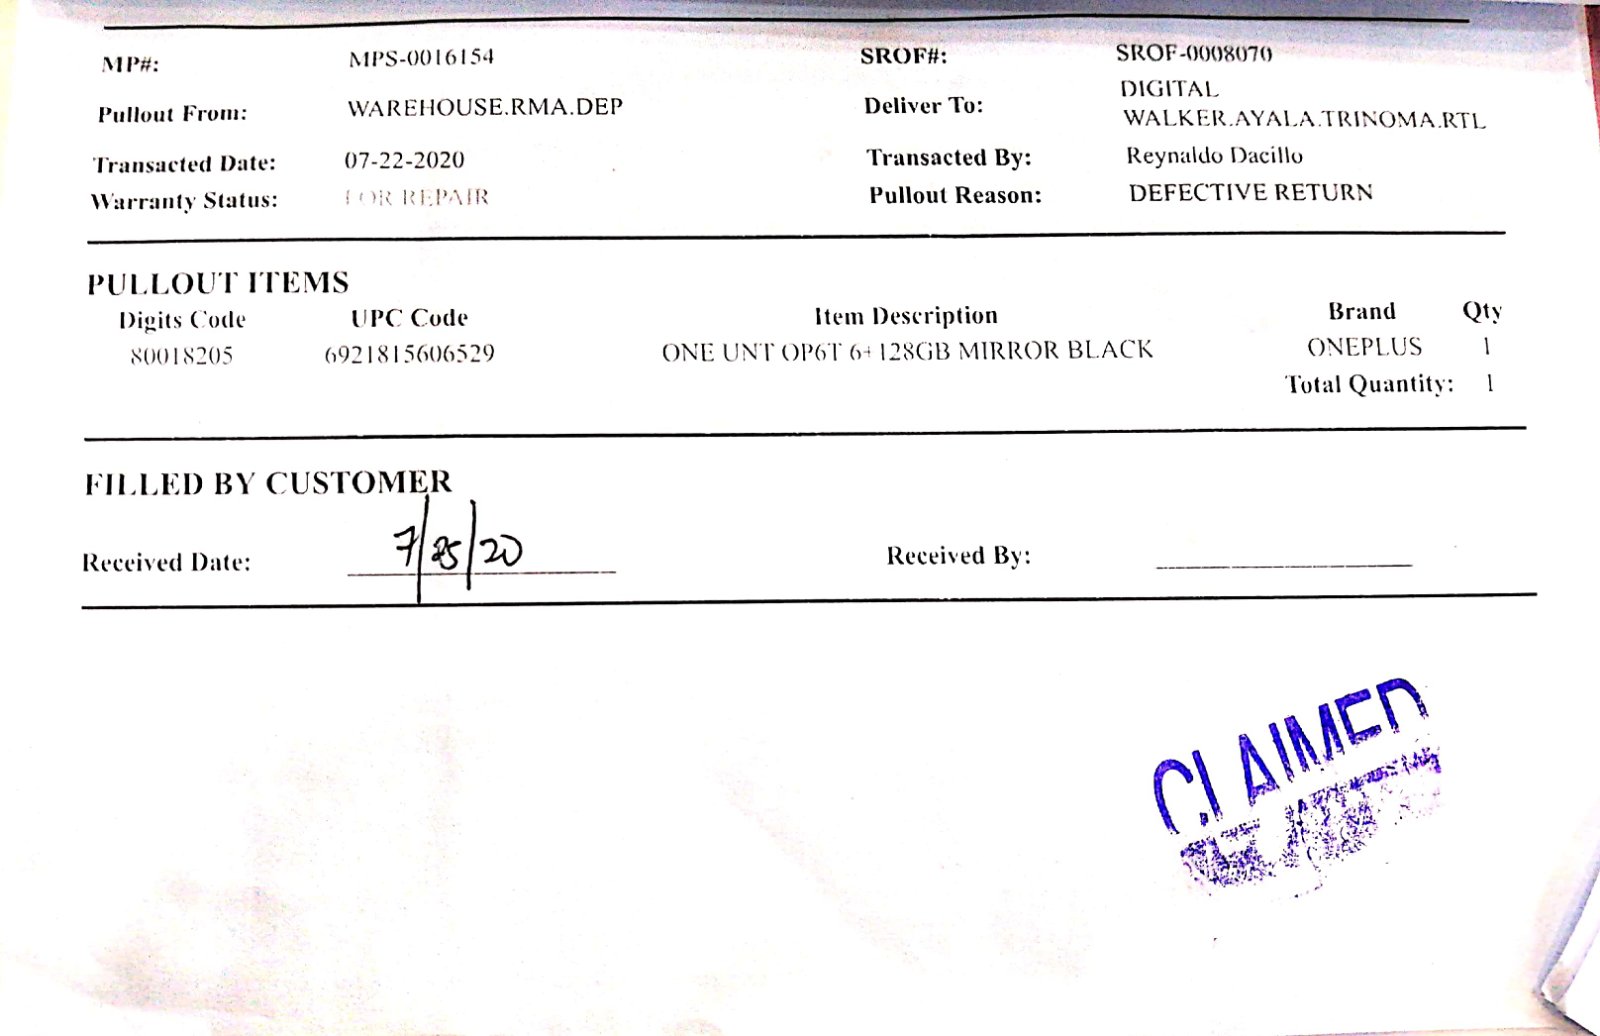 MP#: MPS-0016154 SROF#: SROF-0008070
Pullout From: WAREHOUSE.RMA.DEP Deliver To: DIGITAL
WALKER.AYALA.TRINOMA.RTL
Transacted Date: 07-22-2020 Transacted By: Reynaldo Dacillo
Warranty Status: FOR REPAIR Pullout Reason: DEFECTIVE RETURN
PULLOUT ITEMS
Digits Code UPC Code Item Description Brand Qty
80018205 6921815606529 ONE UNT OP6T 6+128GB MIRROR BLACK ONEPLUS 1
Total Quantity: 1
FILLED BY CUSTOMER
Received Date: 7/25/20 Received By:
CLAIMED